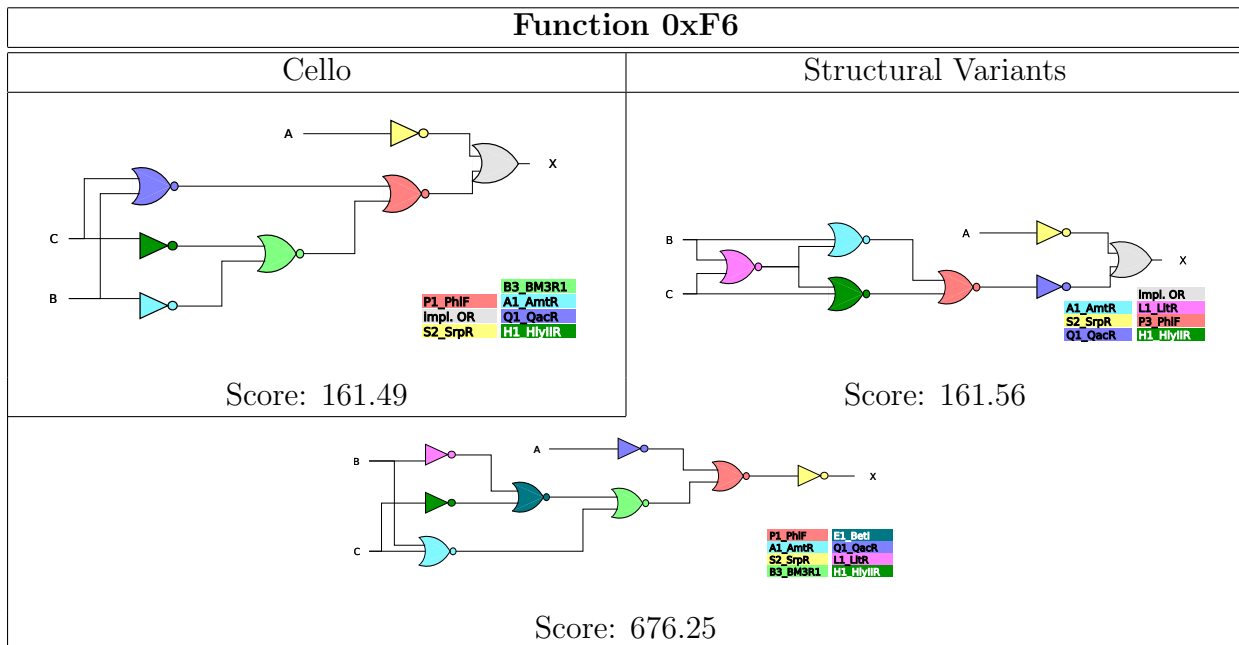 Function 0xF6
Cello
Structural Variants
A
X
C
B
B3_BM3R1
P1_PhlF
A1_AmtR
Impl. OR
Q1_QacR
S2_SrpR
H1_HlyIIR
Score: 161.49
B
A
X
C
Impl. OR
A1_AmtR
L1_LitR
S2_SrpR
P3_PhlF
Q1_QacR
H1_HlyIIR
Score: 161.56
B
A
X
C
P1_PhlF
E1_BetI
A1_AmtR
Q1_QacR
S2_SrpR
L1_LitR
B3_BM3R1
H1_HlyIIR
Score: 676.25